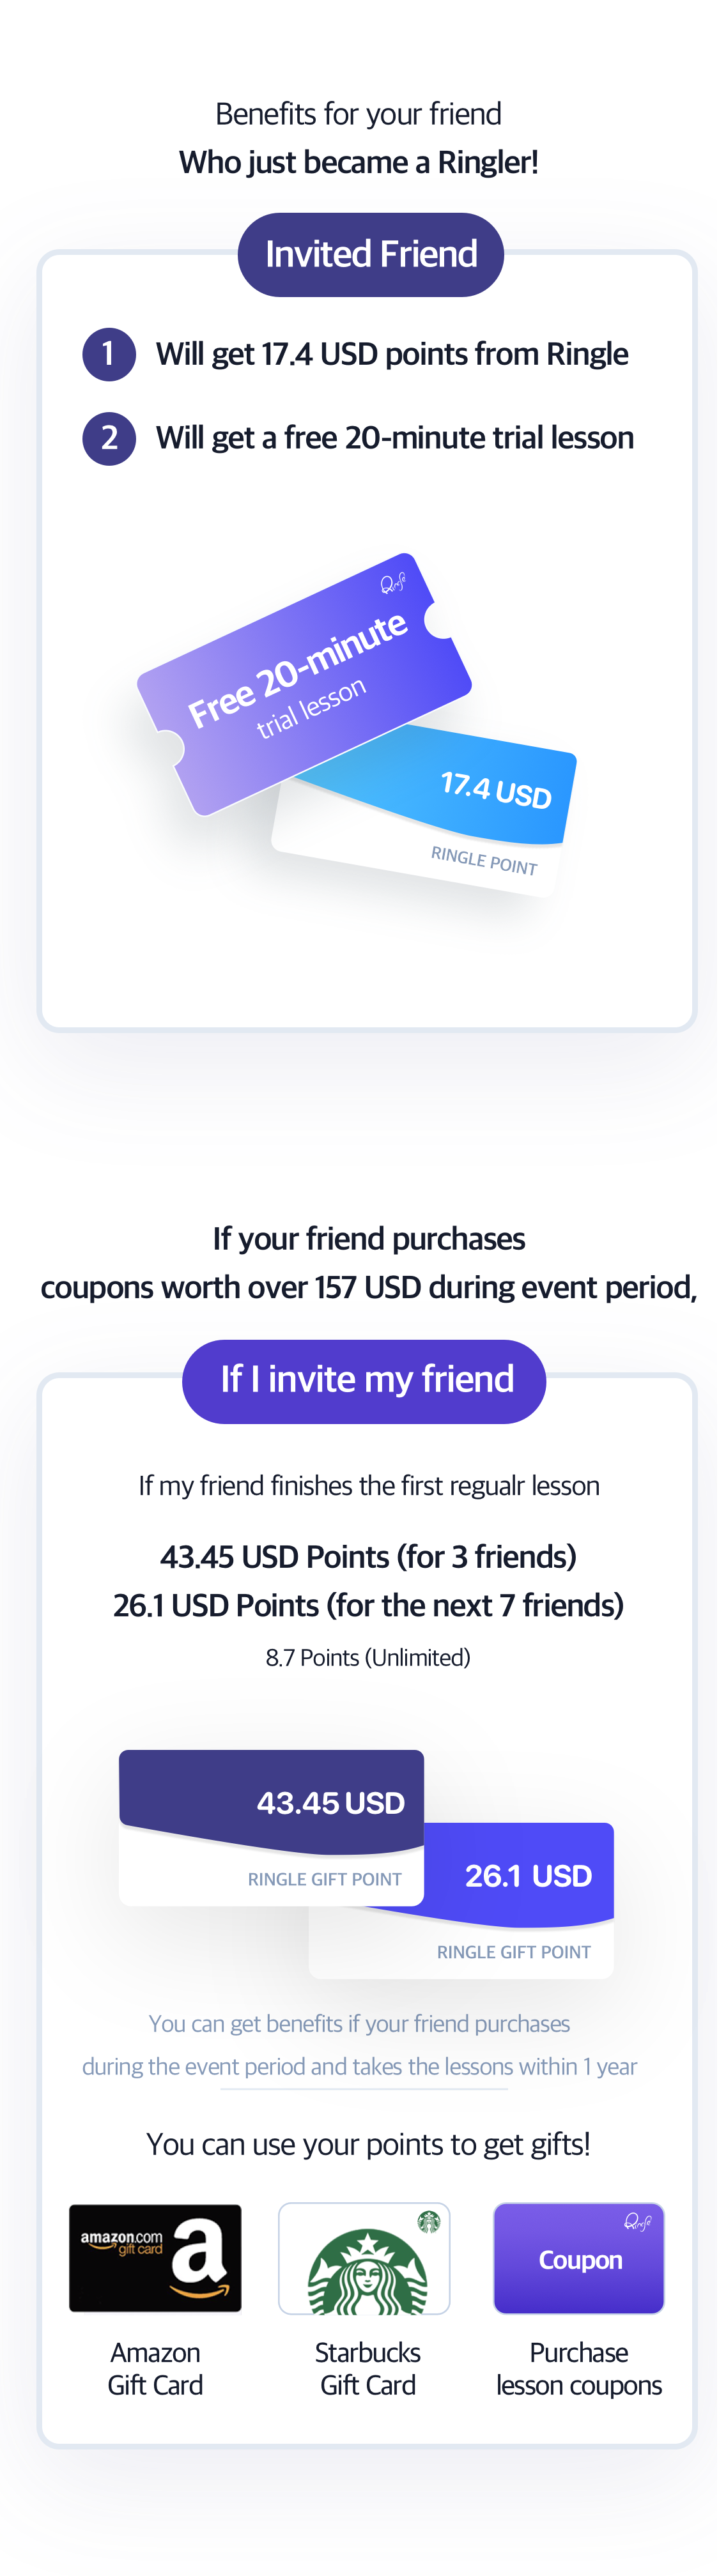 Benefits for your friend
Who just became a Ringler!
Invited Friend
1 Will get 17.4 USD points from Ringle
2 Will get a free 20-minute trial lesson
Ringle
Free 20-minute
trial lesson
17.4 USD
RINGLE POINT
If your friend purchases
coupons worth over 157 USD during event period,
If I invite my friend
If my friend finishes the first regualr lesson
43.45 USD Points (for 3 friends)
26.1 USD Points (for the next 7 friends)
8.7 Points (Unlimited)
43.45 USD
RINGLE GIFT POINT
26.1 USD
RINGLE GIFT POINT
You can get benefits if your friend purchases
during the event period and takes the lessons within 1 year
You can use your points to get gifts!
amazon.com
gift card
a
Ringle
Coupon
Amazon
Gift Card
Starbucks
Gift Card
Purchase
lesson coupons